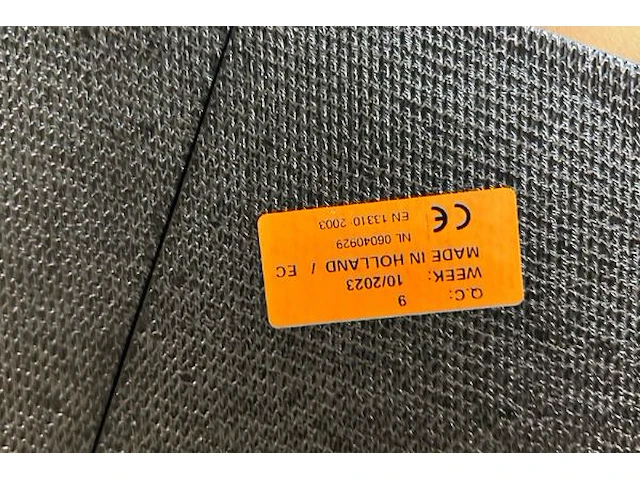 Q.C: 9
WEEK: 10/2023
MADE IN HOLLAND / EC
NL 06040929
CE EN 13310: 2003